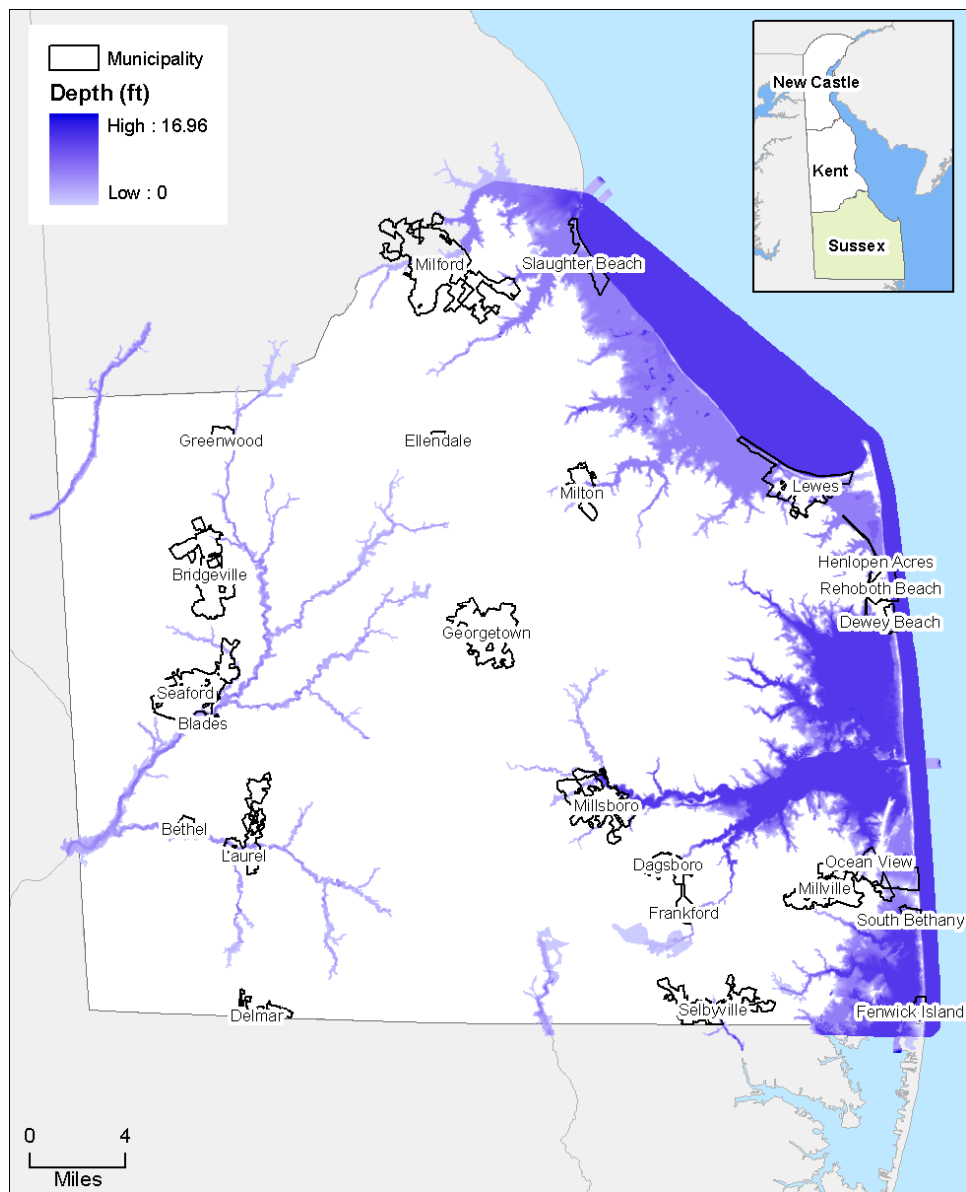 Municipality
Depth (ft)
High : 16.96
Low : 0
New Castle
Kent
Sussex
Milford
Slaughter Beach
Greenwood
Ellendale
Milton
Lewes
Bridgeville
Henlopen Acres
Rehoboth Beach
Dewey Beach
Georgetown
Seaford
Blades
Millsboro
Bethel
Laurel
Dagsboro
Ocean View
Millville
Frankford
South Bethany
Delmar
Selbyville
Fenwick Island
0 4
Miles